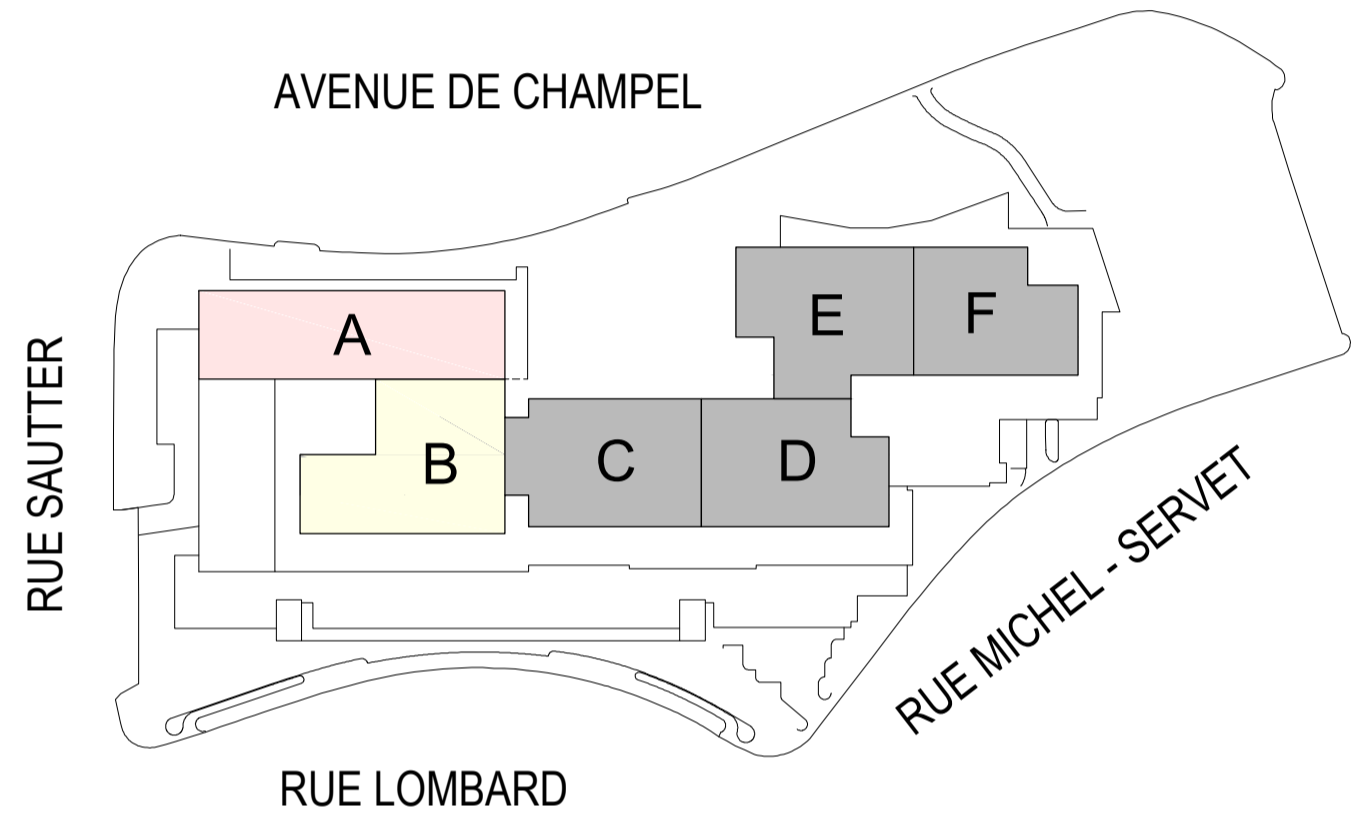 AVENUE DE CHAMPEL
RUE SAUTTER
A
B
C
D
E
F
RUE MICHEL - SERVET
RUE LOMBARD